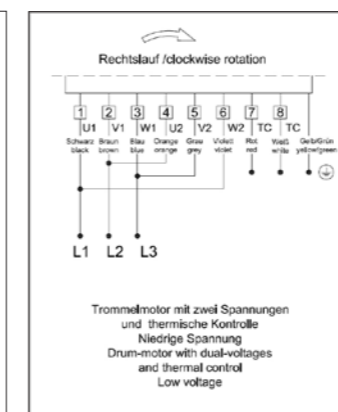 Rechtslauf /clockwise rotation
1 2 3 4 5 6 7 8
U1 V1 W1 U2 V2 W2 TC TC
Schwarz Braun Blau Orange Grau Violett Rot Weiß Gelb/Grün
black brown blue orange grey violet red white yellow/green
L1 L2 L3
Trommelmotor mit zwei Spannungen
und thermische Kontrolle
Niedrige Spannung
Drum-motor with dual-voltages
and thermal control
Low voltage